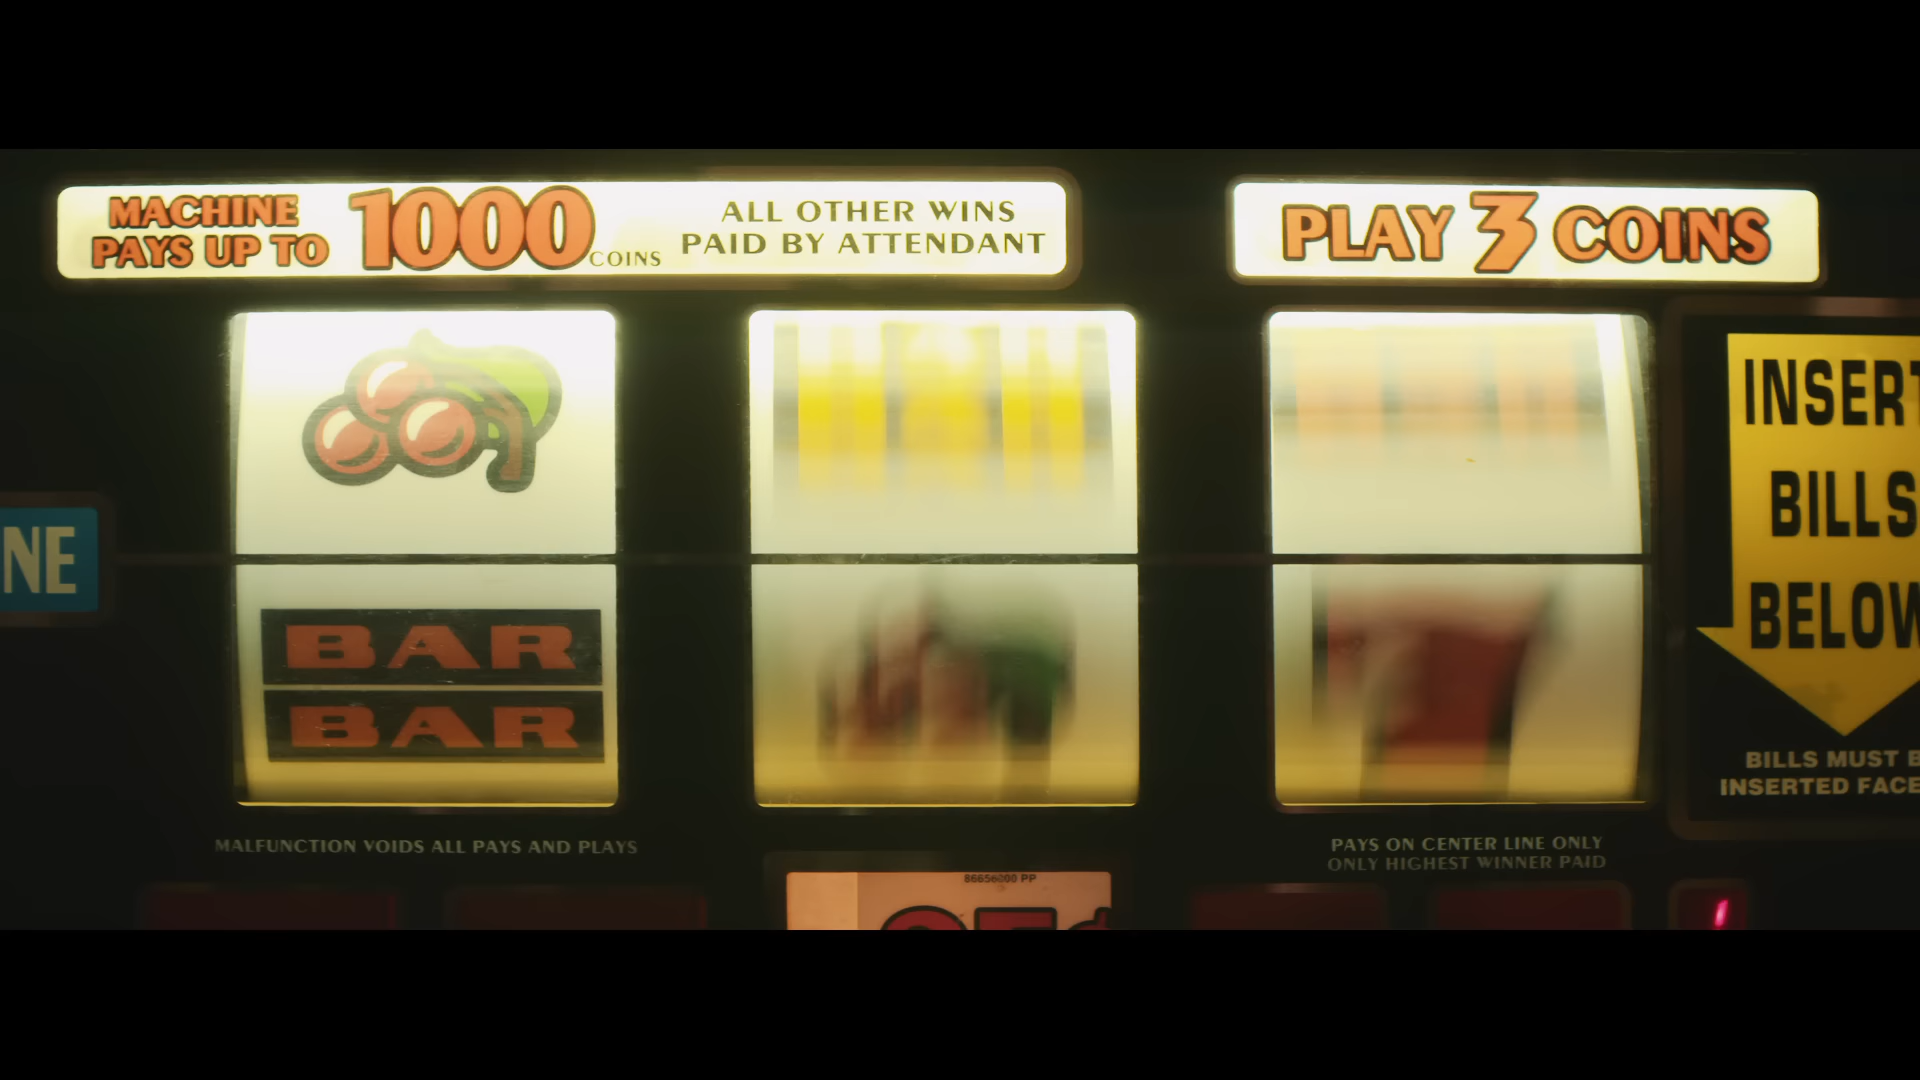 MACHINE
PAYS UP TO
1000
COINS
ALL OTHER WINS
PAID BY ATTENDANT
PLAY 3 COINS
BAR
BAR
NE
INSERT
BILLS
BELOW
BILLS MUST B
INSERTED FACE
MALFUNCTION VOIDS ALL PAYS AND PLAYS
PAYS ON CENTER LINE ONLY
ONLY HIGHEST WINNER PAID
86656000 PP